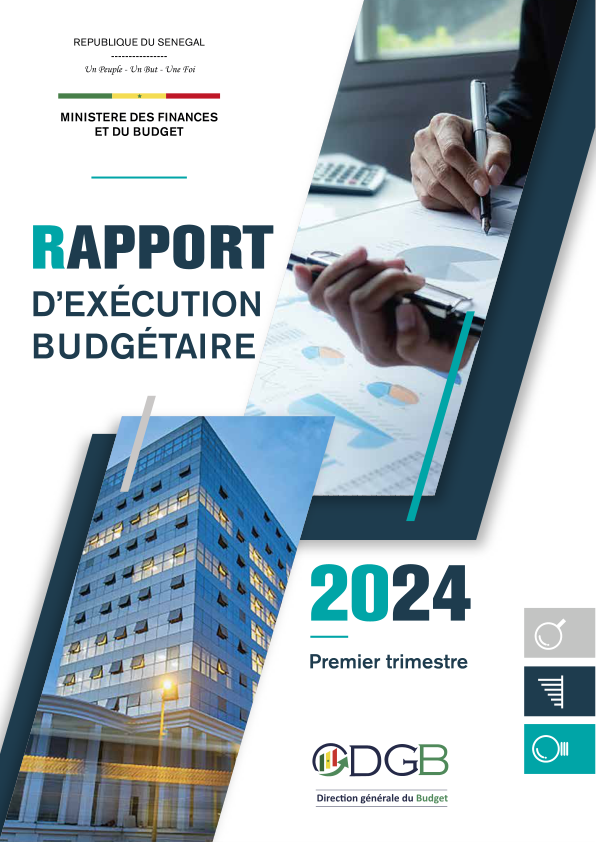 REPUBLIQUE DU SENEGAL
----------------
Un Peuple - Un But - Une Foi
MINISTERE DES FINANCES
ET DU BUDGET
RAPPORT
D'EXÉCUTION
BUDGÉTAIRE
2024
Premier trimestre
DGB
Direction générale du Budget